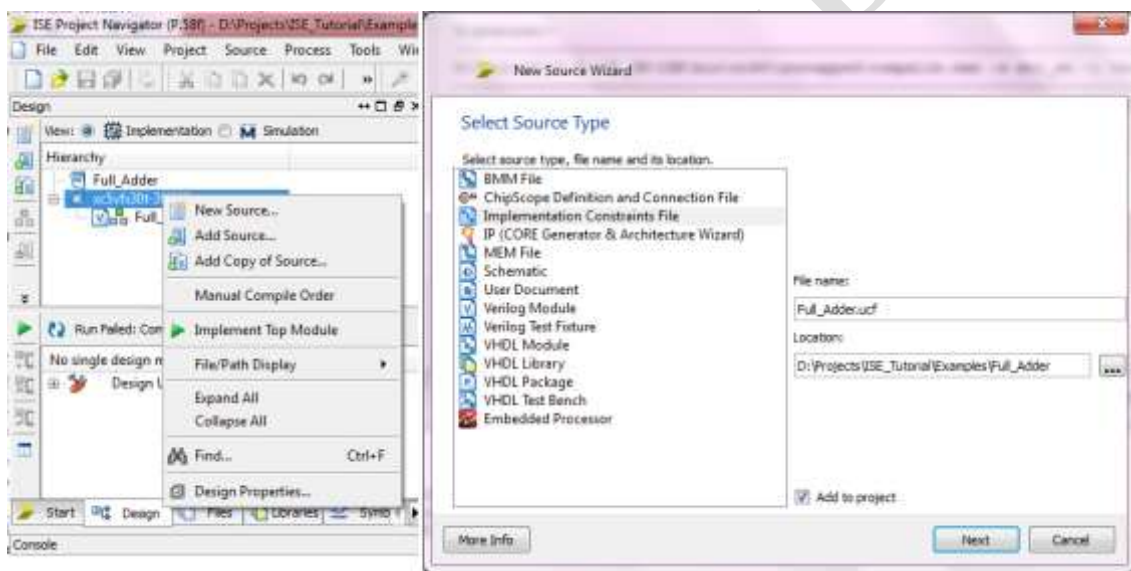 ISE Project Navigator (P.58f) - D:\Projects\ISE_Tutorial\Example
File Edit View Project Source Process Tools
Design
View: Implementation Simulation
Hierarchy
Full_Adder
Full_
New Source...
Add Source...
Add Copy of Source...
Manual Compile Order
Implement Top Module
File/Path Display
Expand All
Collapse All
Find... Ctrl+F
Design Properties...
No single design m
Design U
Start Design Files Libraries
Console
New Source Wizard
Select Source Type
Select source type, file name and its location.
BMM File
ChipScope Definition and Connection File
Implementation Constraints File
IP (CORE Generator & Architecture Wizard)
MEM File
Schematic
User Document
Verilog Module
Verilog Test Fixture
VHDL Module
VHDL Library
VHDL Package
VHDL Test Bench
Embedded Processor
File name:
Full_Adder.ucf
Location:
D:\Projects\ISE_Tutorial\Examples\Full_Adder
...
Add to project
More Info
Next
Cancel